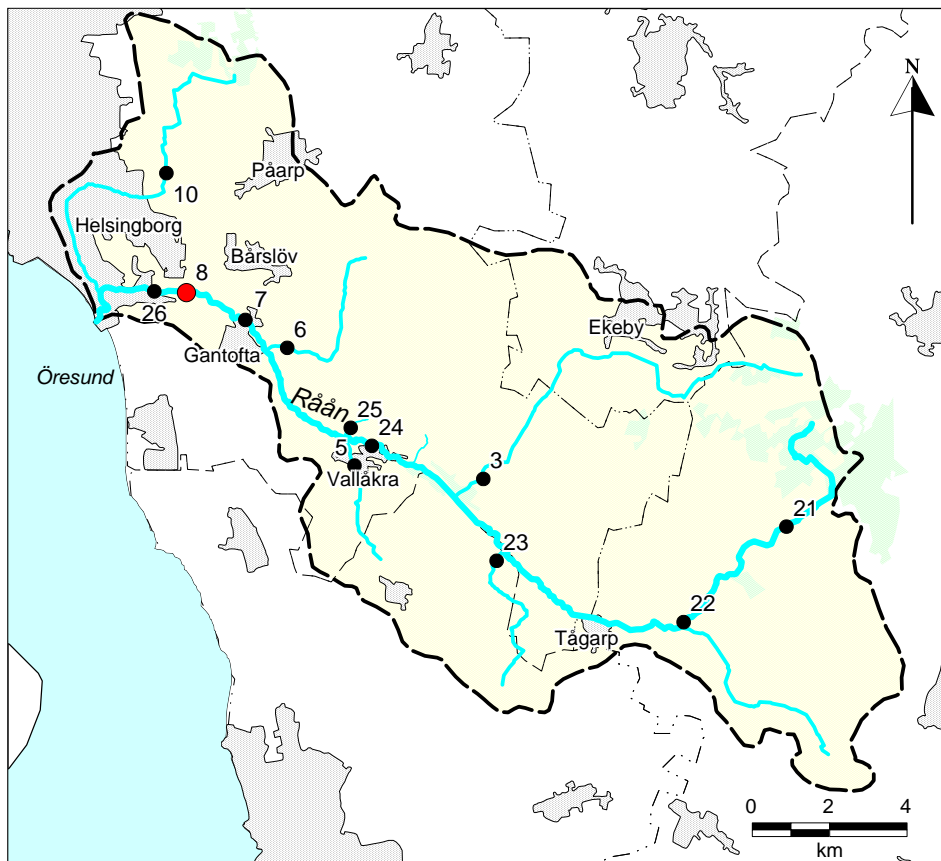 N
Påarp
10
Helsingborg
Bårslöv
8
7
26
6
Ekeby
Gantofta
Öresund
Råån
25
24
5
3
Vallåkra
21
23
22
Tågarp
0 2 4
km